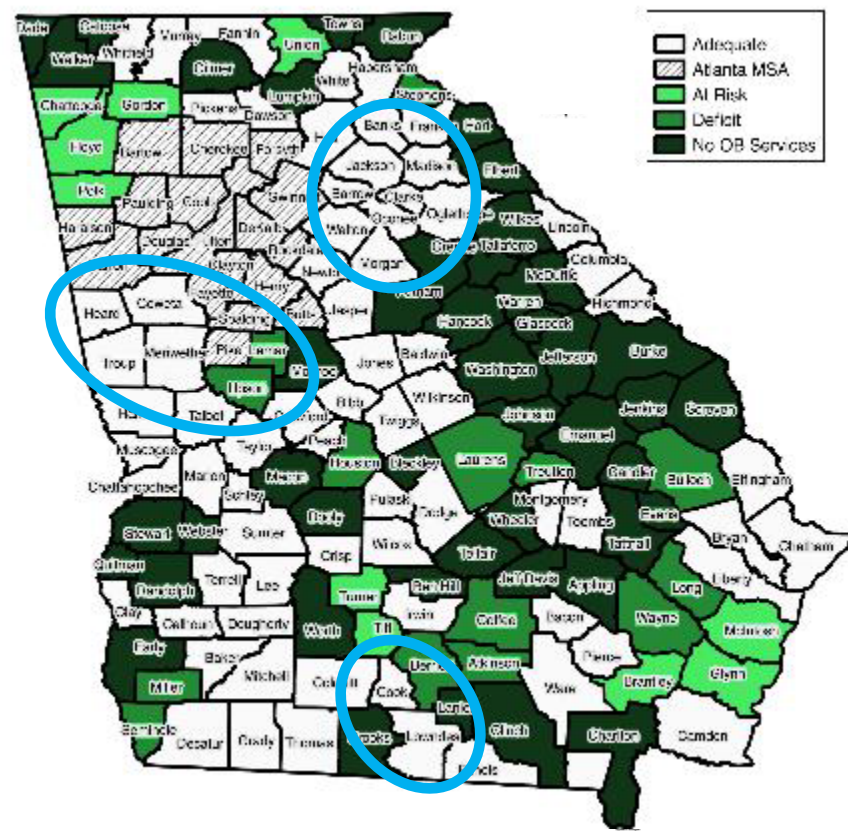 Adequate
Atlanta MSA
At Risk
Deficit
No OB Services
Dade
Walker
Whitfield
Murray
Fannin
Gilmer
Union
Towns
Rabun
Lumpkin
White
Habersham
Stephens
Chattooga
Gordon
Pickens
Dawson
Banks
Franklin
Hart
Floyd
Bartow
Cherokee
Forsyth
Jackson
Madison
Elbert
Polk
Paulding
Cobb
Gwinnett
Barrow
Clarke
Oconee
Oglethorpe
Wilkes
Lincoln
Haralson
Douglas
Fulton
DeKalb
Rockdale
Walton
Morgan
Greene
Taliaferro
Columbia
McDuffie
Richmond
Clayton
Fayette
Henry
Newton
Jasper
Putnam
Warren
Hancock
Glascock
Heard
Coweta
Spalding
Butts
Troup
Meriwether
Pike
Lamar
Monroe
Jones
Baldwin
Washington
Jefferson
Burke
Upson
Talbot
Crawford
Bibb
Twiggs
Wilkinson
Johnson
Jenkins
Screven
Emanuel
Muscogee
Taylor
Peach
Houston
Bleckley
Laurens
Treutlen
Candler
Bulloch
Effingham
Chattahoochee
Marion
Schley
Macon
Dooly
Pulaski
Dodge
Montgomery
Wheeler
Toombs
Evans
Tattnall
Bryan
Chatham
Stewart
Webster
Sumter
Crisp
Wilcox
Telfair
Liberty
Quitman
Randolph
Terrell
Lee
Turner
Ben Hill
Jeff Davis
Appling
Long
Clay
Calhoun
Dougherty
Worth
Tift
Irwin
Coffee
Bacon
Wayne
McIntosh
Early
Baker
Mitchell
Colquitt
Cook
Berrien
Atkinson
Pierce
Ware
Brantley
Glynn
Miller
Seminole
Decatur
Grady
Thomas
Brooks
Lowndes
Lanier
Clinch
Echols
Charlton
Camden